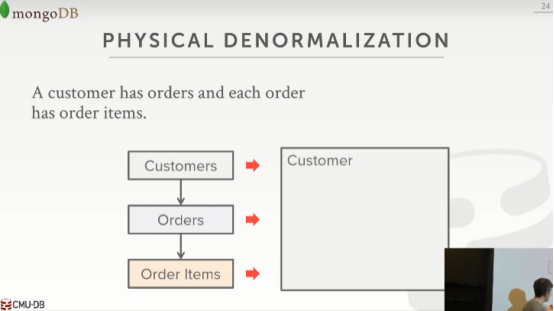 mongoDB
24
PHYSICAL DENORMALIZATION
A customer has orders and each order
has order items.
Customers
Customer
Orders
Order Items
CMU-DB